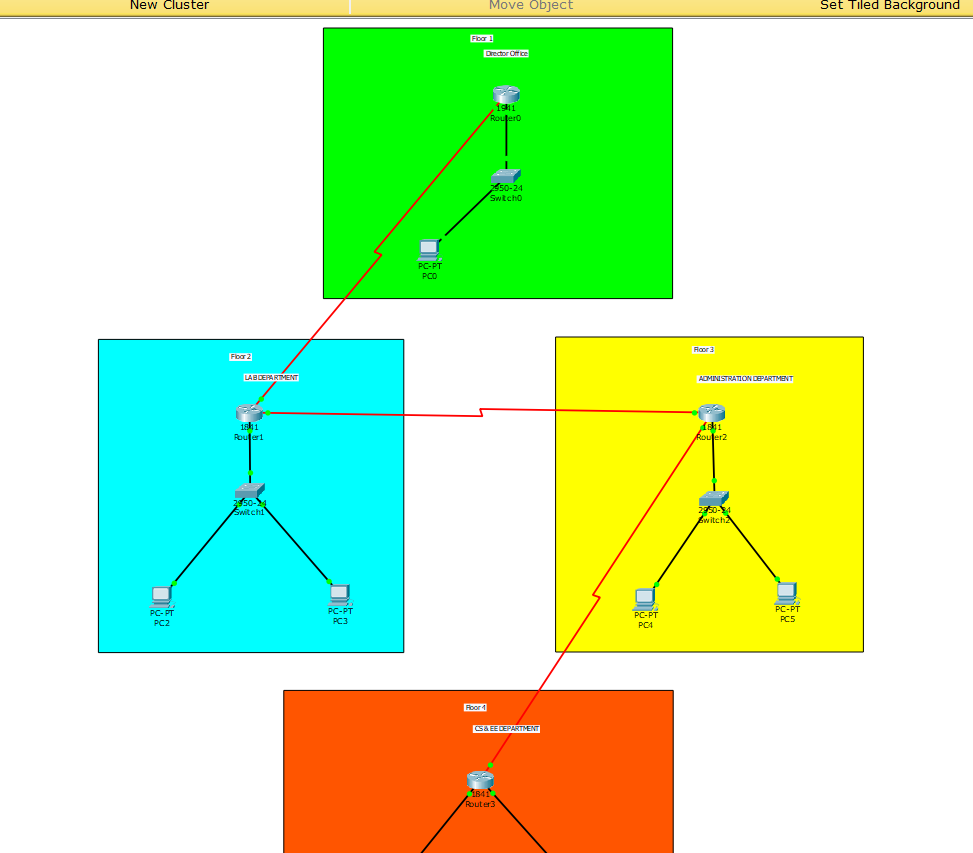 New Cluster
Move Object
Set Tiled Background
Floor 1
Director Office
1841
Router0
2950-24
Switch0
PC-PT
PC0
Floor 2
LAB DEPARTMENT
1841
Router1
2950-24
Switch1
PC-PT
PC2
PC-PT
PC3
Floor 3
ADMINISTRATION DEPARTMENT
1841
Router2
2950-24
Switch2
PC-PT
PC4
PC-PT
PC5
Floor 4
CS & EE DEPARTMENT
1841
Router3